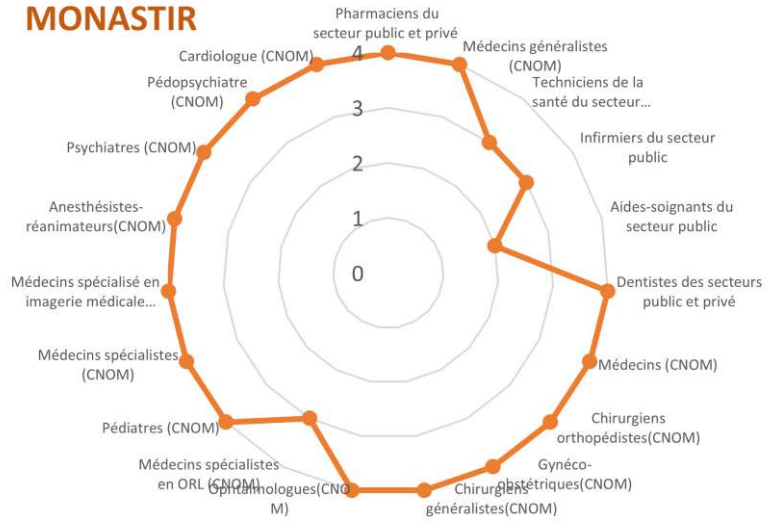 MONASTIR
Pharmaciens du
secteur public et privé
Médecins généralistes
(CNOM)
Techniciens de la
santé du secteur...
Infirmiers du secteur
public
Aides-soignants du
secteur public
Dentistes des secteurs
public et privé
Médecins (CNOM)
Chirurgiens
orthopédistes(CNOM)
Gynéco-
obstétriques(CNOM)
Chirurgiens
généralistes(CNOM)
Ophtalmologues(CNO
M)
Médecins spécialistes
en ORL (CNOM)
Pédiatres (CNOM)
Médecins spécialistes
(CNOM)
Médecins spécialisé en
imagerie médicale...
Anesthésistes-
réanimateurs(CNOM)
Psychiatres (CNOM)
Pédopsychiatre
(CNOM)
Cardiologue (CNOM)
4
3
2
1
0